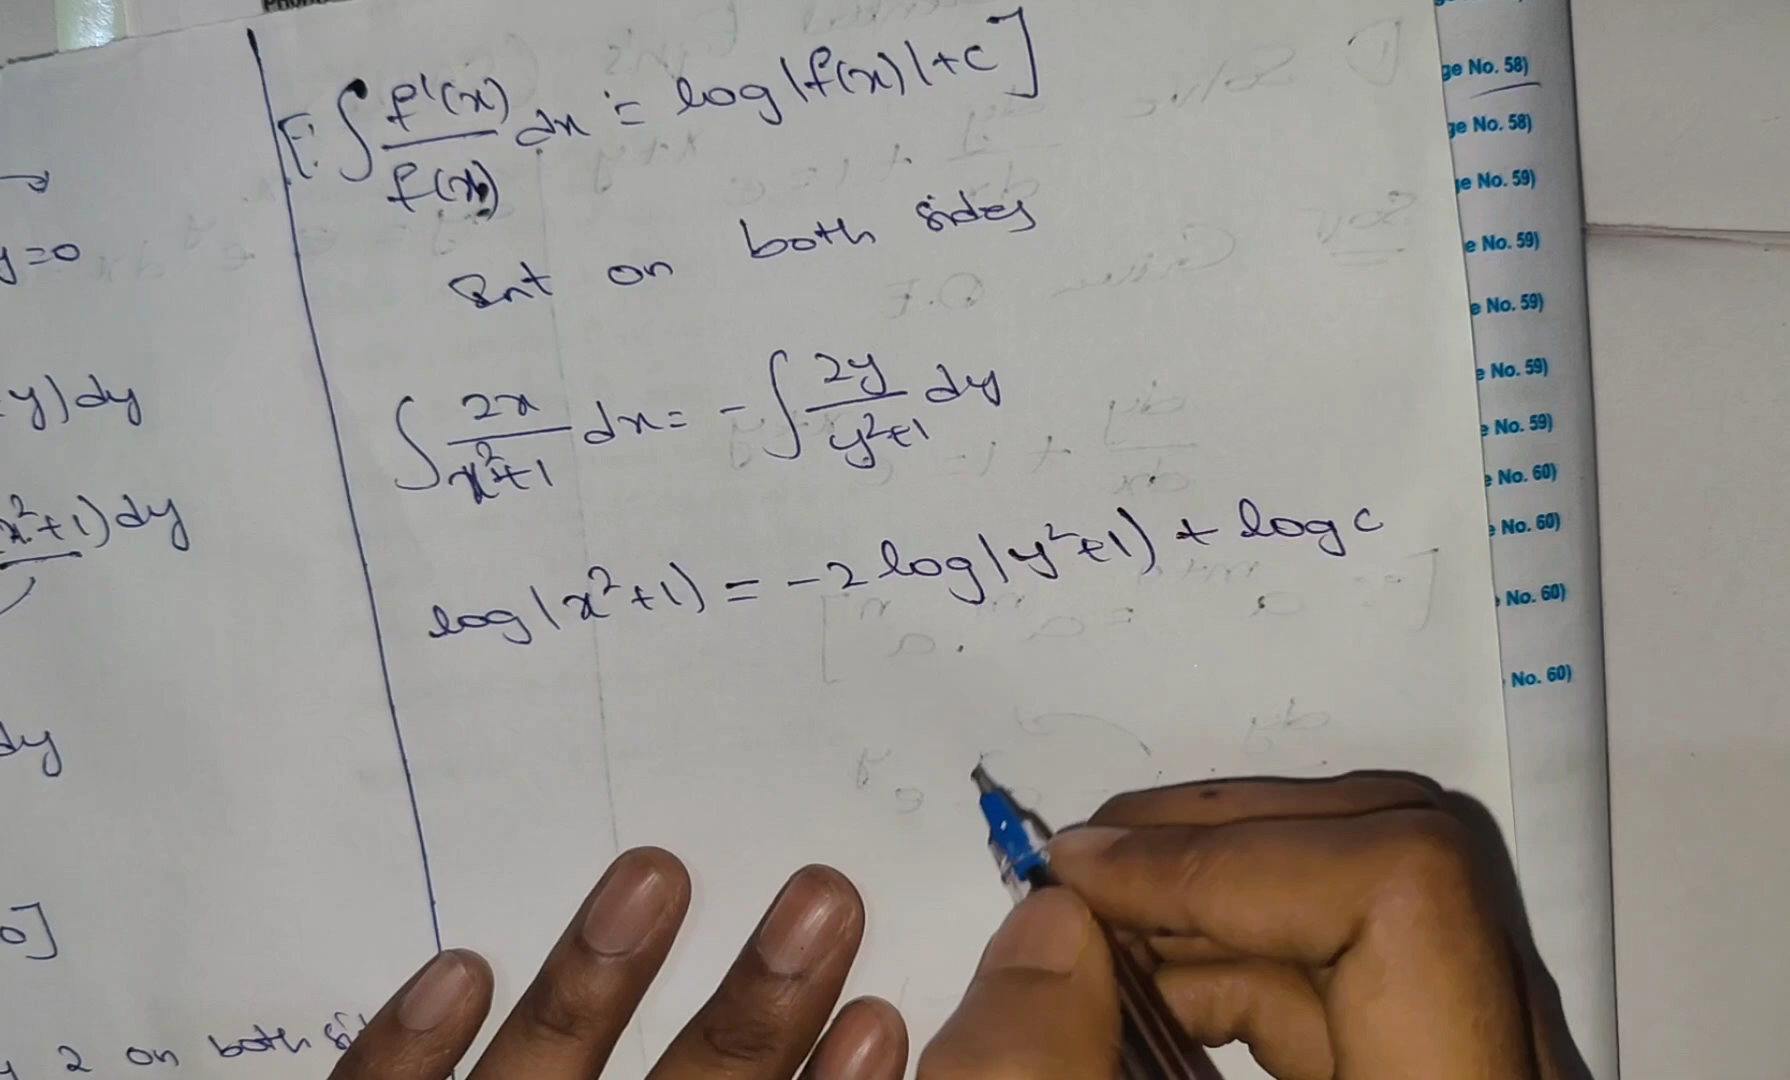 y=0
y)dy
x²+1)dy
dy
0]
2 on both
[∵ ∫ f'(x)/f(x) dx = log|f(x)|+c]
Int on both sides
∫ 2x/x²+1 dx = -∫ 2y/y²+1 dy
log|x²+1) = -2log|y²+1) + log c
ge No. 58)
ge No. 58)
ge No. 59)
e No. 59)
e No. 59)
e No. 59)
e No. 59)
e No. 60)
e No. 60)
No. 60)
No. 60)